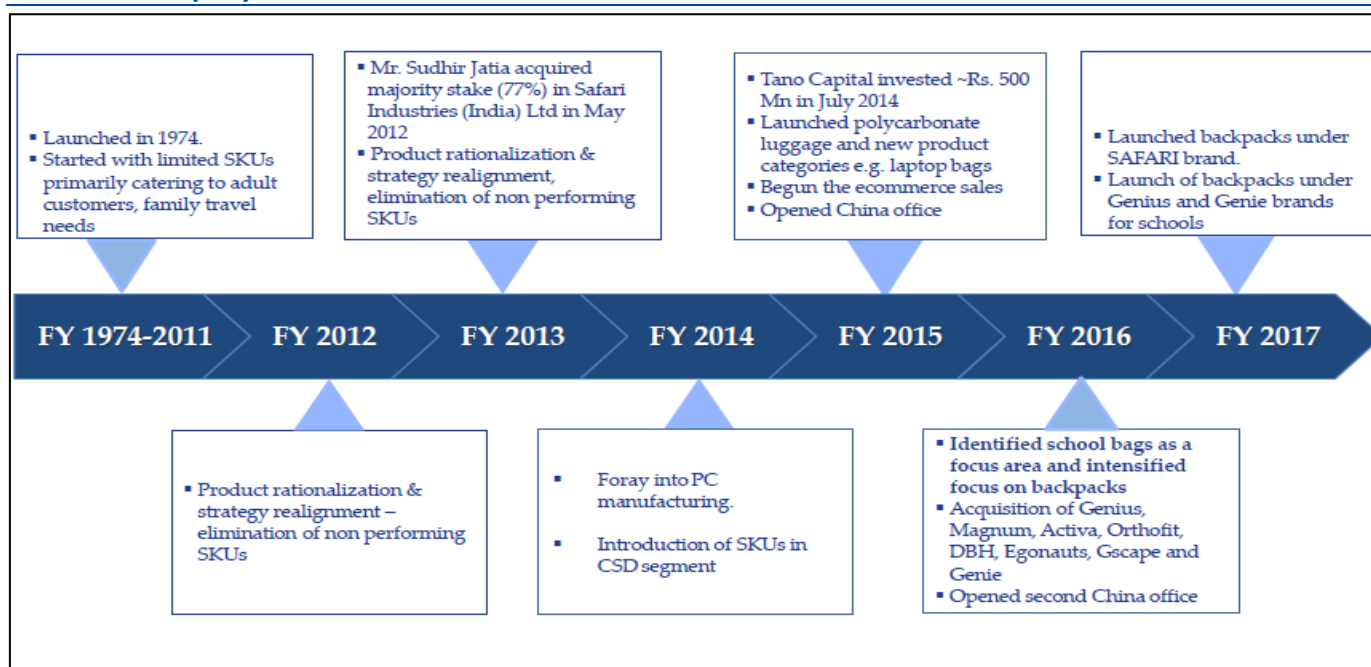 ▪ Launched in 1974.
▪ Started with limited SKUs
primarily catering to adult
customers, family travel
needs
▪ Mr. Sudhir Jatia acquired
majority stake (77%) in Safari
Industries (India) Ltd in May
2012
▪ Product rationalization &
strategy realignment,
elimination of non performing
SKUs
▪ Tano Capital invested ~Rs. 500
Mn in July 2014
▪ Launched polycarbonate
luggage and new product
categories e.g. laptop bags
▪ Begun the ecommerce sales
▪ Opened China office
▪ Launched backpacks under
SAFARI brand.
▪ Launch of backpacks under
Genius and Genie brands
for schools
FY 1974-2011
FY 2012
FY 2013
FY 2014
FY 2015
FY 2016
FY 2017
▪ Product rationalization &
strategy realignment –
elimination of non performing
SKUs
▪ Foray into PC
manufacturing.
▪ Introduction of SKUs in
CSD segment
▪ Identified school bags as a
focus area and intensified
focus on backpacks
▪ Acquisition of Genius,
Magnum, Activa, Orthofit,
DBH, Egonauts, Gscape and
Genie
▪ Opened second China office